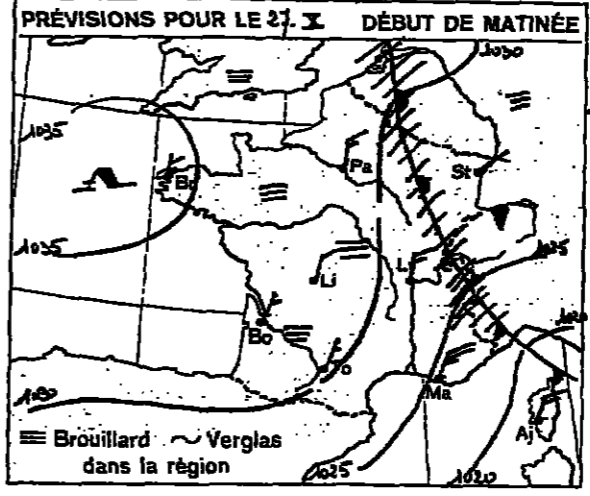 PRÉVISIONS POUR LE 27. X DÉBUT DE MATINÉE
1030
1035
Br
Pa
St
1035
1025
L
Li
1020
Bo
1030
Ma
Aj
1025
1020
Brouillard Verglas
dans la région